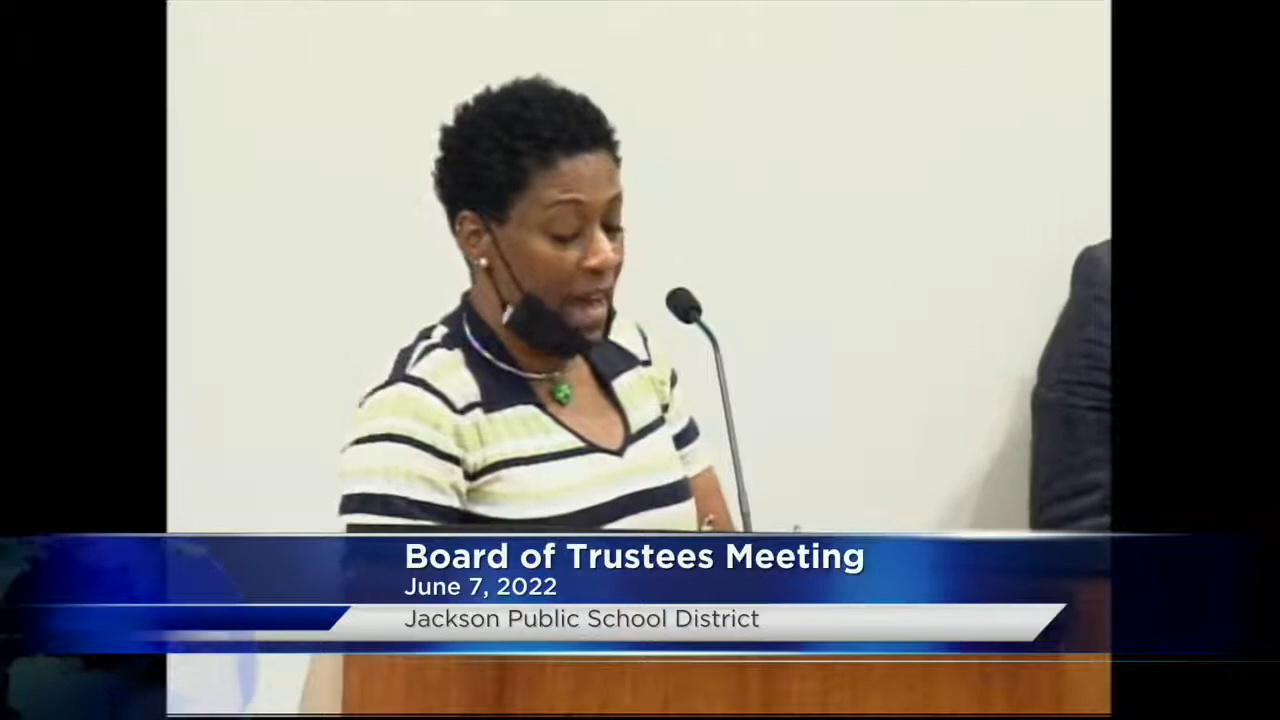 Board of Trustees Meeting
June 7, 2022
Jackson Public School District